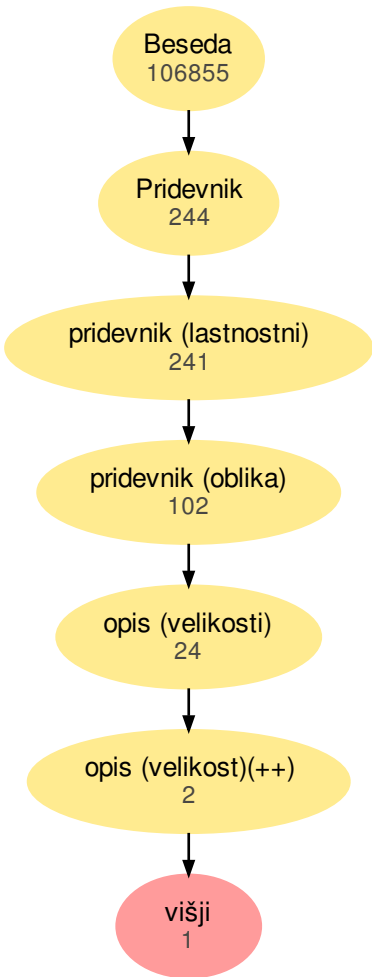 Beseda
106855
Pridevnik
244
pridevnik (lastnostni)
241
pridevnik (oblika)
102
opis (velikosti)
24
opis (velikost)(++)
2
višji
1